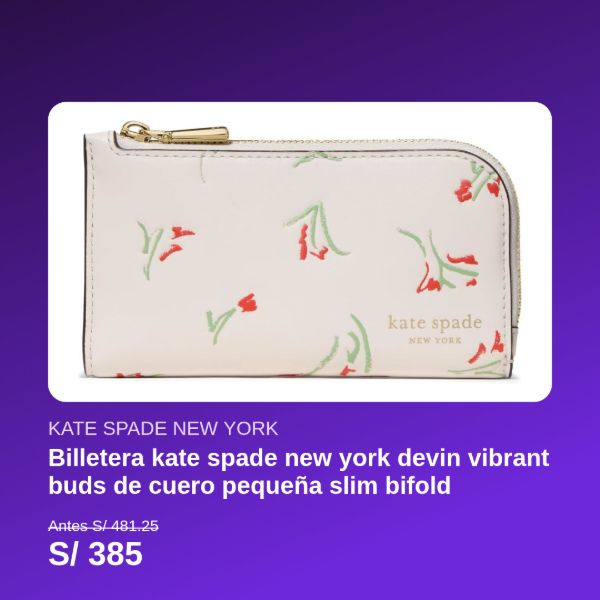 kate spade
NEW YORK
KATE SPADE NEW YORK
Billetera kate spade new york devin vibrant
buds de cuero pequeña slim bifold
Antes S/ 481.25
S/ 385